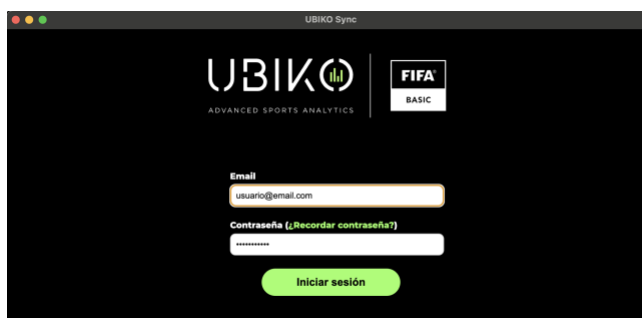 UBIKO Sync
UBIKO
FIFA®
BASIC
ADVANCED SPORTS ANALYTICS
Email
usuario@email.com
Contraseña (¿Recordar contraseña?)
•••••••••••
Iniciar sesión